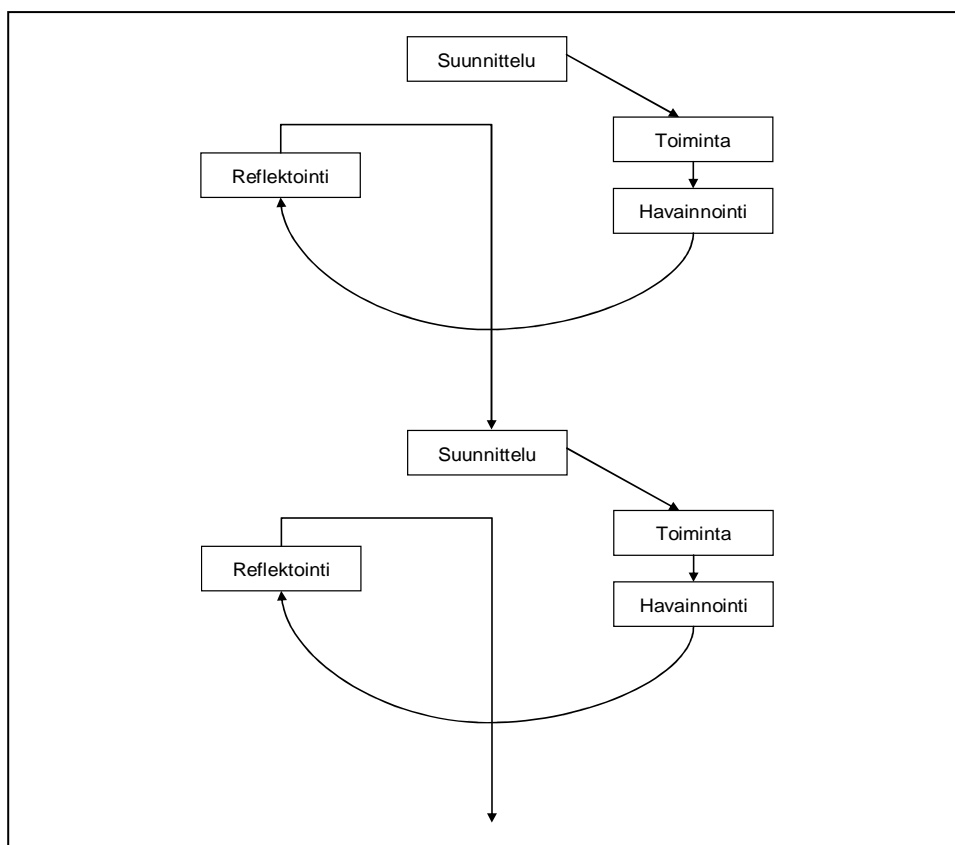 Suunnittelu
Toiminta
Havainnointi
Reflektointi
Suunnittelu
Toiminta
Havainnointi
Reflektointi